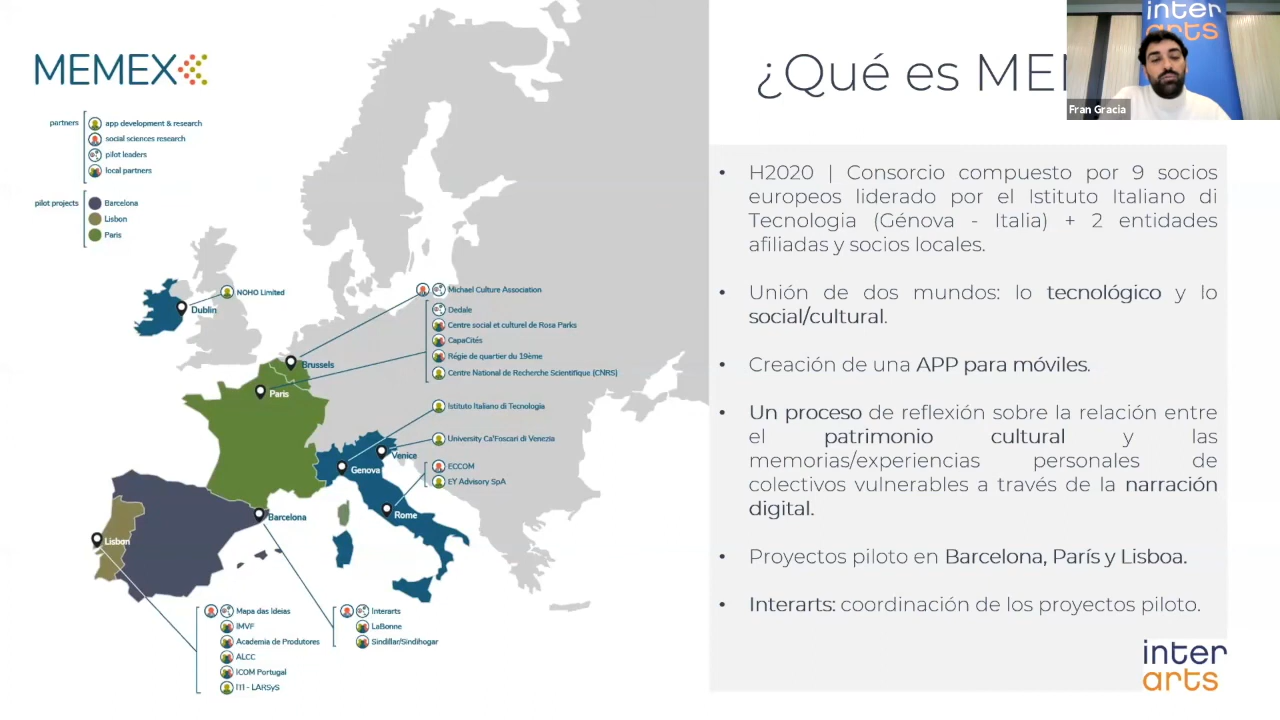 MEMEX
partners
app development & research
social sciences research
pilot leaders
local partners
pilot projects
Barcelona
Lisbon
Paris
NOHO Limited
Dublin
Michael Culture Association
Dedale
Centre social et culturel de Rosa Parks
CapaCités
Régie de quartier du 19ème
Centre National de Recherche Scientifique (CNRS)
Brussels
Paris
Istituto Italiano di Tecnologia
University Ca'Foscari di Venezia
Venice
Genova
ECCOM
EY Advisory SpA
Rome
Barcelona
Lisbon
Mapa das Ideias
IMVF
Academia de Produtores
ALCC
ICOM Portugal
ITI - LARSyS
Interarts
LaBonne
Sindillar/Sindihogar
¿Qué es MEM
inter
arts
Fran Gracia
• H2020 | Consorcio compuesto por 9 socios
europeos liderado por el Istituto Italiano di
Tecnologia (Génova - Italia) + 2 entidades
afiliadas y socios locales.
• Unión de dos mundos: lo tecnológico y lo
social/cultural.
• Creación de una APP para móviles.
• Un proceso de reflexión sobre la relación entre
el patrimonio cultural y las
memorias/experiencias personales de
colectivos vulnerables a través de la narración
digital.
• Proyectos piloto en Barcelona, París y Lisboa.
• Interarts: coordinación de los proyectos piloto.
inter
arts